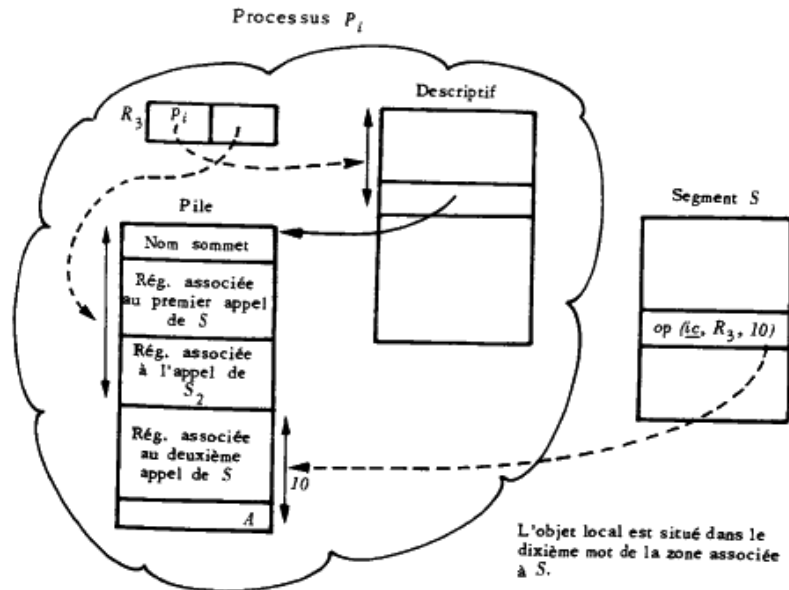 Processus P_i
Descriptif
R_3
p_i
Pile
Segment S
Nom sommet
Rég. associée
au premier appel
de S
op (ic, R_3, 10)
Rég. associée
à l'appel de
S_2
Rég. associée
au deuxième
appel de S
10
A
L'objet local est situé dans le
dixième mot de la zone associée
à S.